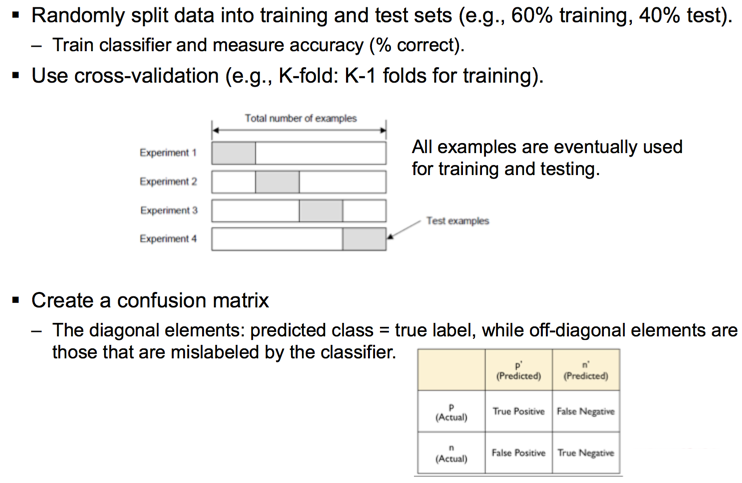 ▪ Randomly split data into training and test sets (e.g., 60% training, 40% test).
– Train classifier and measure accuracy (% correct).
▪ Use cross-validation (e.g., K-fold: K-1 folds for training).
Total number of examples
Experiment 1
Experiment 2
Experiment 3
Experiment 4
All examples are eventually used
for training and testing.
Test examples
▪ Create a confusion matrix
– The diagonal elements: predicted class = true label, while off-diagonal elements are
those that are mislabeled by the classifier.
p' n'
(Predicted) (Predicted)
p
(Actual)
True Positive False Negative
n
(Actual)
False Positive True Negative